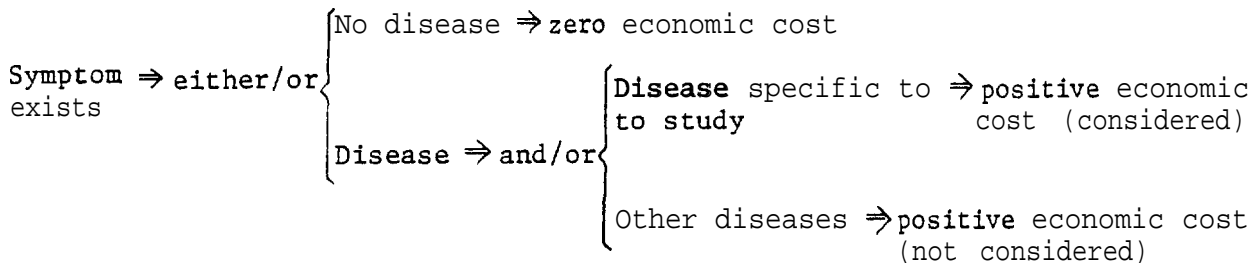 No disease ⇒ zero economic cost
Symptom ⇒ either/or
exists
Disease specific to ⇒ positive economic
to study cost (considered)
Disease ⇒ and/or
Other diseases ⇒ positive economic cost
(not considered)